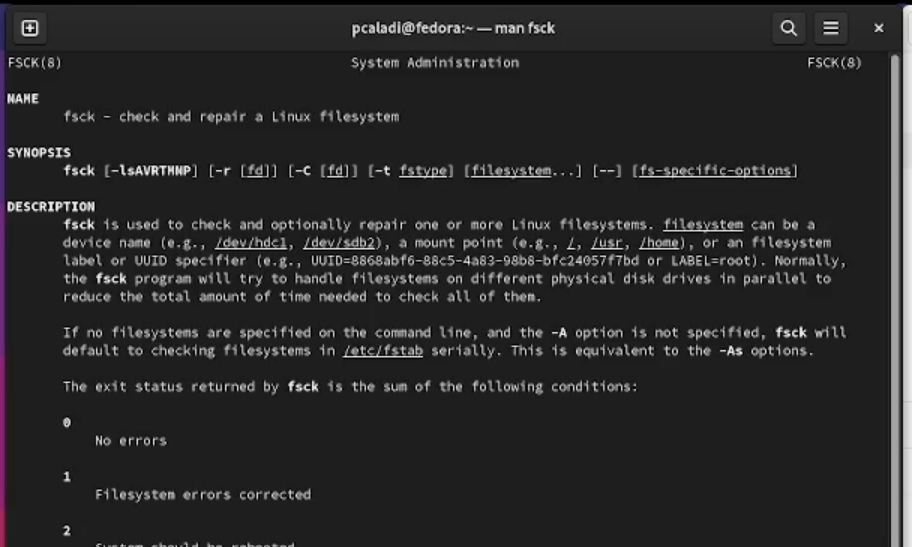 pcaladi@fedora:~ — man fsck
FSCK(8) System Administration FSCK(8)
NAME
fsck - check and repair a Linux filesystem
SYNOPSIS
fsck [-lsAVRTMNP] [-r [fd]] [-C [fd]] [-t fstype] [filesystem...] [--] [fs-specific-options]
DESCRIPTION
fsck is used to check and optionally repair one or more Linux filesystems. filesystem can be a
device name (e.g., /dev/hdc1, /dev/sdb2), a mount point (e.g., /, /usr, /home), or an filesystem
label or UUID specifier (e.g., UUID=8868abf6-88c5-4a83-98b8-bfc24057f7bd or LABEL=root). Normally,
the fsck program will try to handle filesystems on different physical disk drives in parallel to
reduce the total amount of time needed to check all of them.
If no filesystems are specified on the command line, and the -A option is not specified, fsck will
default to checking filesystems in /etc/fstab serially. This is equivalent to the -As options.
The exit status returned by fsck is the sum of the following conditions:
0
No errors
1
Filesystem errors corrected
2
System should be rebooted